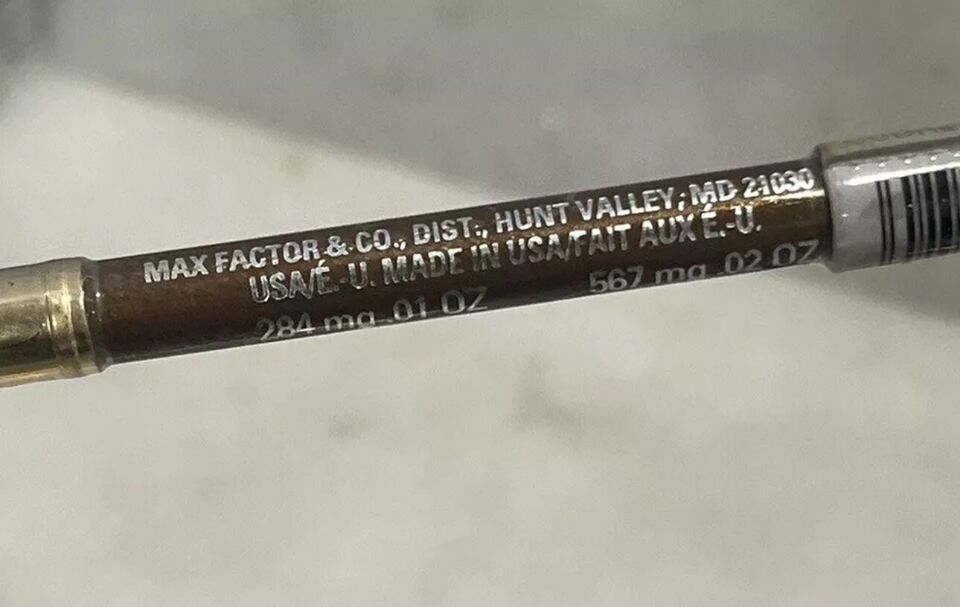 MAX FACTOR & CO., DIST., HUNT VALLEY, MD 21030
USA/É.-U. MADE IN USA/FAIT AUX É.-U.
284 mg .01 OZ 567 mg .02 OZ